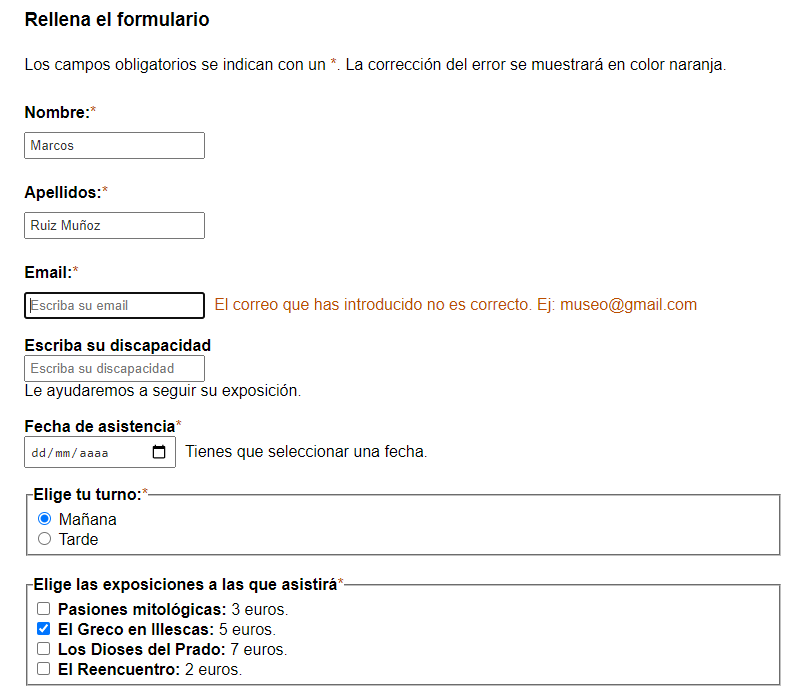 Rellena el formulario
Los campos obligatorios se indican con un *. La corrección del error se mostrará en color naranja.
Nombre:*
Marcos
Apellidos:*
Ruiz Muñoz
Email:*
Escriba su email El correo que has introducido no es correcto. Ej: museo@gmail.com
Escriba su discapacidad
Escriba su discapacidad
Le ayudaremos a seguir su exposición.
Fecha de asistencia*
dd/mm/aaaa Tienes que seleccionar una fecha.
Elige tu turno:*
Mañana
Tarde
Elige las exposiciones a las que asistirá*
Pasiones mitológicas: 3 euros.
El Greco en Illescas: 5 euros.
Los Dioses del Prado: 7 euros.
El Reencuentro: 2 euros.